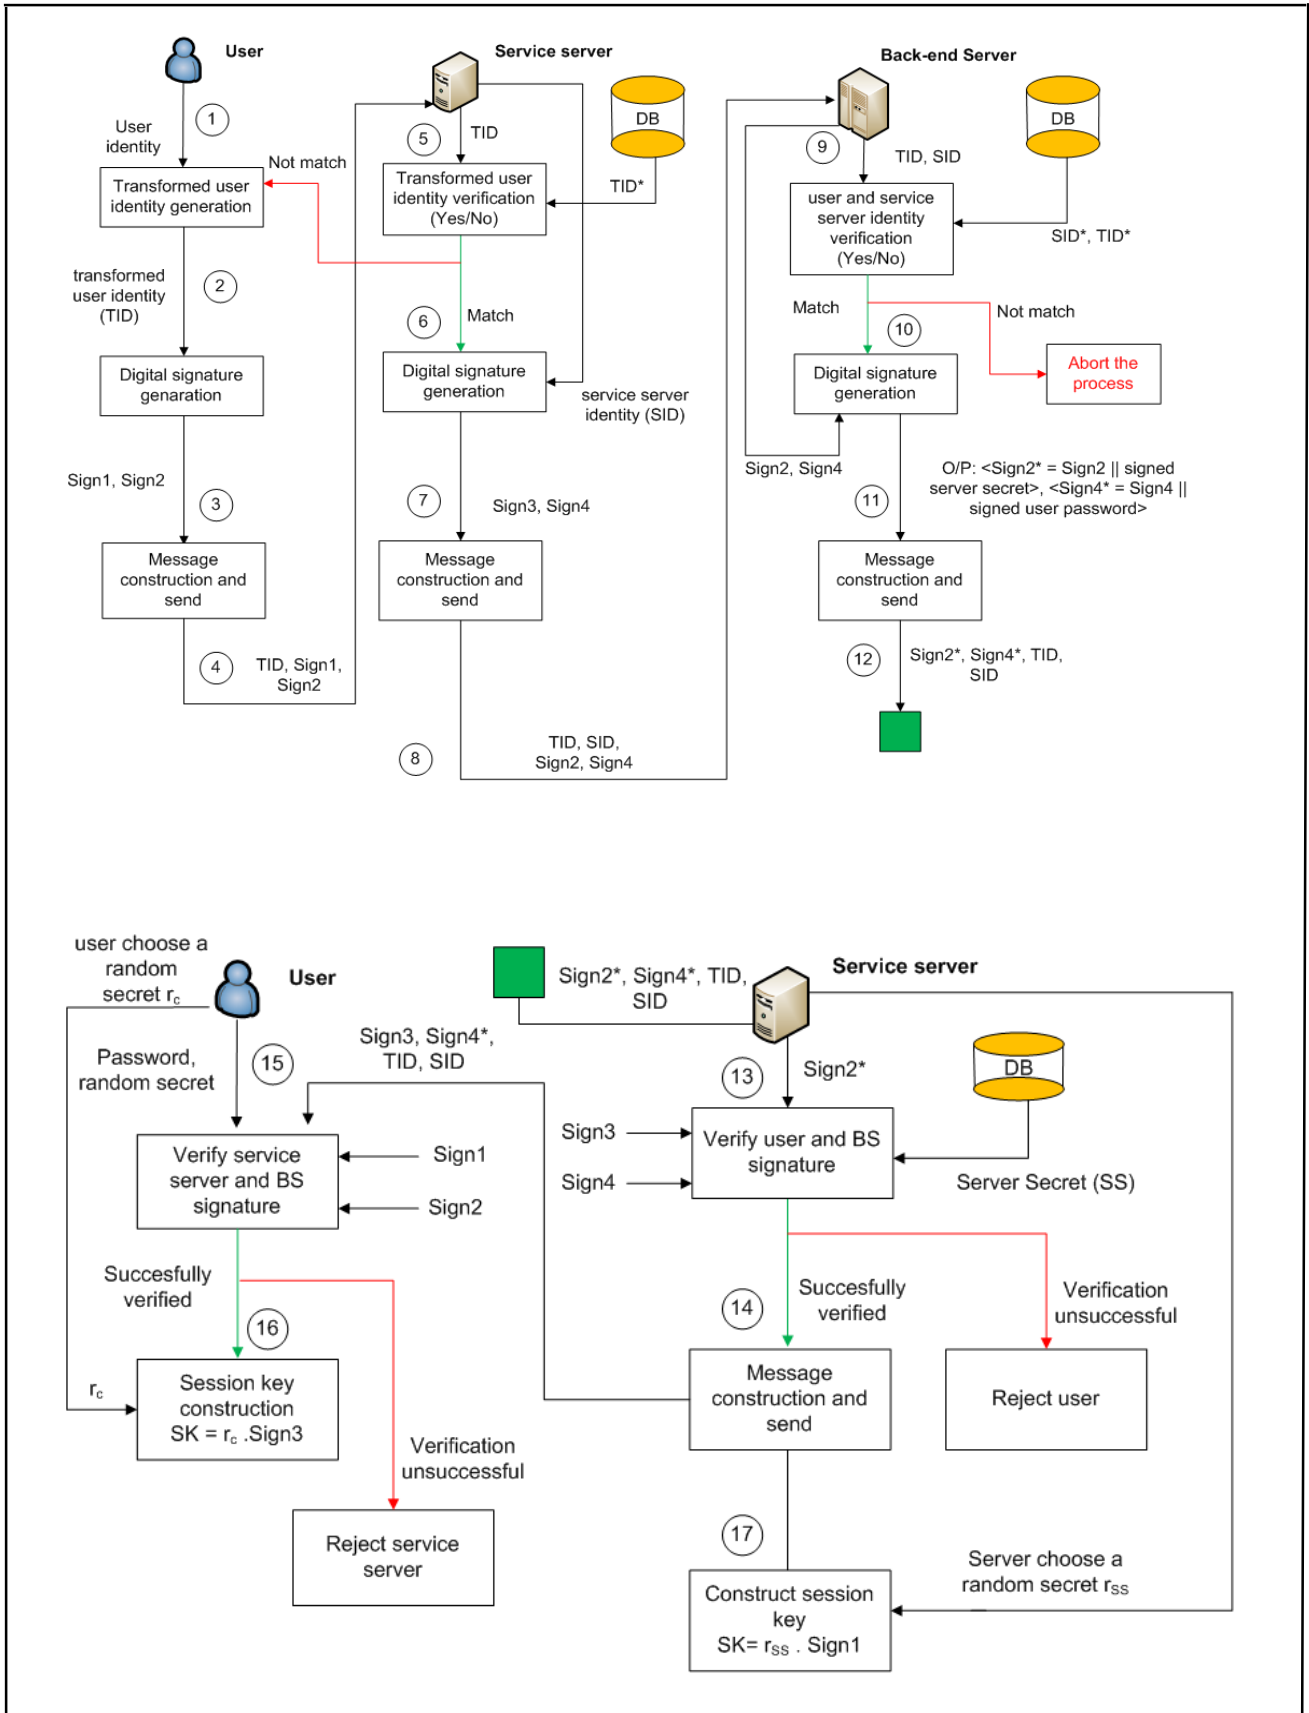 User
Service server
Back-end Server
1
User
identity
Transformed user
identity generation
Not match
transformed
user identity
(TID)
2
Digital signature
genaration
Sign1, Sign2
3
Message
construction and
send
4
TID, Sign1,
Sign2
5
TID
DB
Transformed user
identity verification
(Yes/No)
TID*
6
Match
Digital signature
generation
service server
identity (SID)
7
Sign3, Sign4
Message
construction and
send
8
TID, SID,
Sign2, Sign4
9
TID, SID
DB
user and service
server identity
verification
(Yes/No)
SID*, TID*
Match
10
Not match
Digital signature
generation
Abort the
process
Sign2, Sign4
O/P: <Sign2* = Sign2 || signed
server secret>, <Sign4* = Sign4 ||
signed user password>
11
Message
construction and
send
12
Sign2*, Sign4*, TID,
SID
user choose a
random
secret rc
User
Password,
random secret
15
Sign3, Sign4*,
TID, SID
Verify service
server and BS
signature
Sign1
Sign2
Succesfully
verified
16
rc
Session key
construction
SK = rc .Sign3
Verification
unsuccessful
Reject service
server
Sign2*, Sign4*, TID,
SID
Service server
13
Sign2*
DB
Sign3
Sign4
Verify user and BS
signature
Server Secret (SS)
14
Succesfully
verified
Verification
unsuccessful
Message
construction and
send
Reject user
17
Server choose a
random secret rSS
Construct session
key
SK= rSS . Sign1